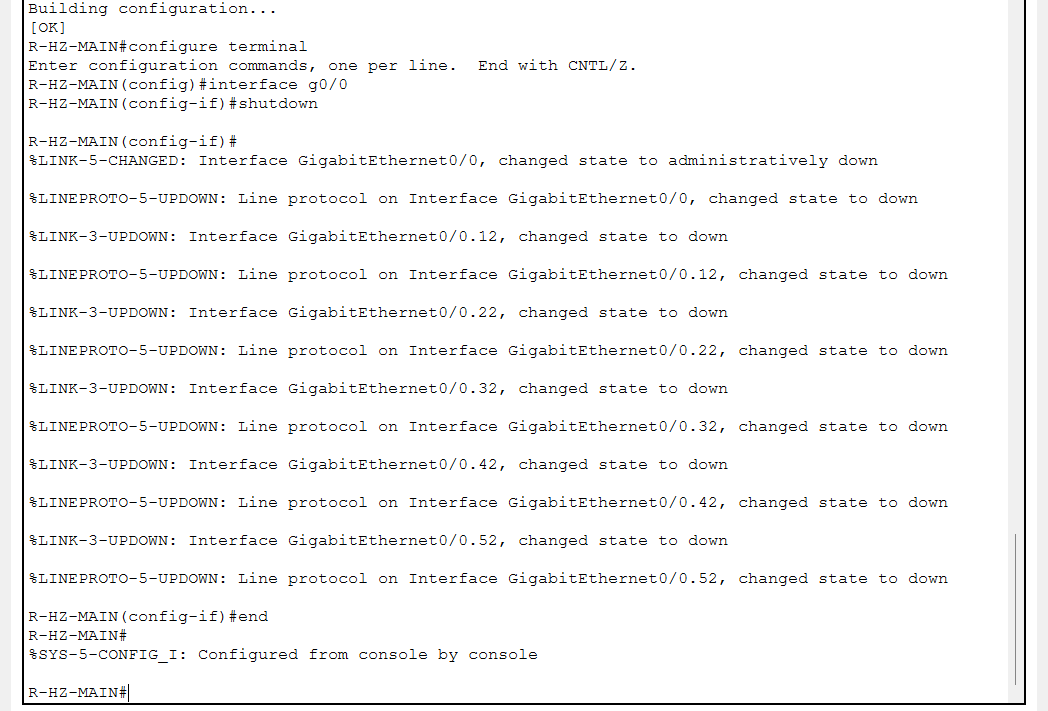 Building configuration...
[OK]
R-HZ-MAIN#configure terminal
Enter configuration commands, one per line.  End with CNTL/Z.
R-HZ-MAIN(config)#interface g0/0
R-HZ-MAIN(config-if)#shutdown
R-HZ-MAIN(config-if)#
%LINK-5-CHANGED: Interface GigabitEthernet0/0, changed state to administratively down
%LINEPROTO-5-UPDOWN: Line protocol on Interface GigabitEthernet0/0, changed state to down
%LINK-3-UPDOWN: Interface GigabitEthernet0/0.12, changed state to down
%LINEPROTO-5-UPDOWN: Line protocol on Interface GigabitEthernet0/0.12, changed state to down
%LINK-3-UPDOWN: Interface GigabitEthernet0/0.22, changed state to down
%LINEPROTO-5-UPDOWN: Line protocol on Interface GigabitEthernet0/0.22, changed state to down
%LINK-3-UPDOWN: Interface GigabitEthernet0/0.32, changed state to down
%LINEPROTO-5-UPDOWN: Line protocol on Interface GigabitEthernet0/0.32, changed state to down
%LINK-3-UPDOWN: Interface GigabitEthernet0/0.42, changed state to down
%LINEPROTO-5-UPDOWN: Line protocol on Interface GigabitEthernet0/0.42, changed state to down
%LINK-3-UPDOWN: Interface GigabitEthernet0/0.52, changed state to down
%LINEPROTO-5-UPDOWN: Line protocol on Interface GigabitEthernet0/0.52, changed state to down
R-HZ-MAIN(config-if)#end
R-HZ-MAIN#
%SYS-5-CONFIG_I: Configured from console by console
R-HZ-MAIN#